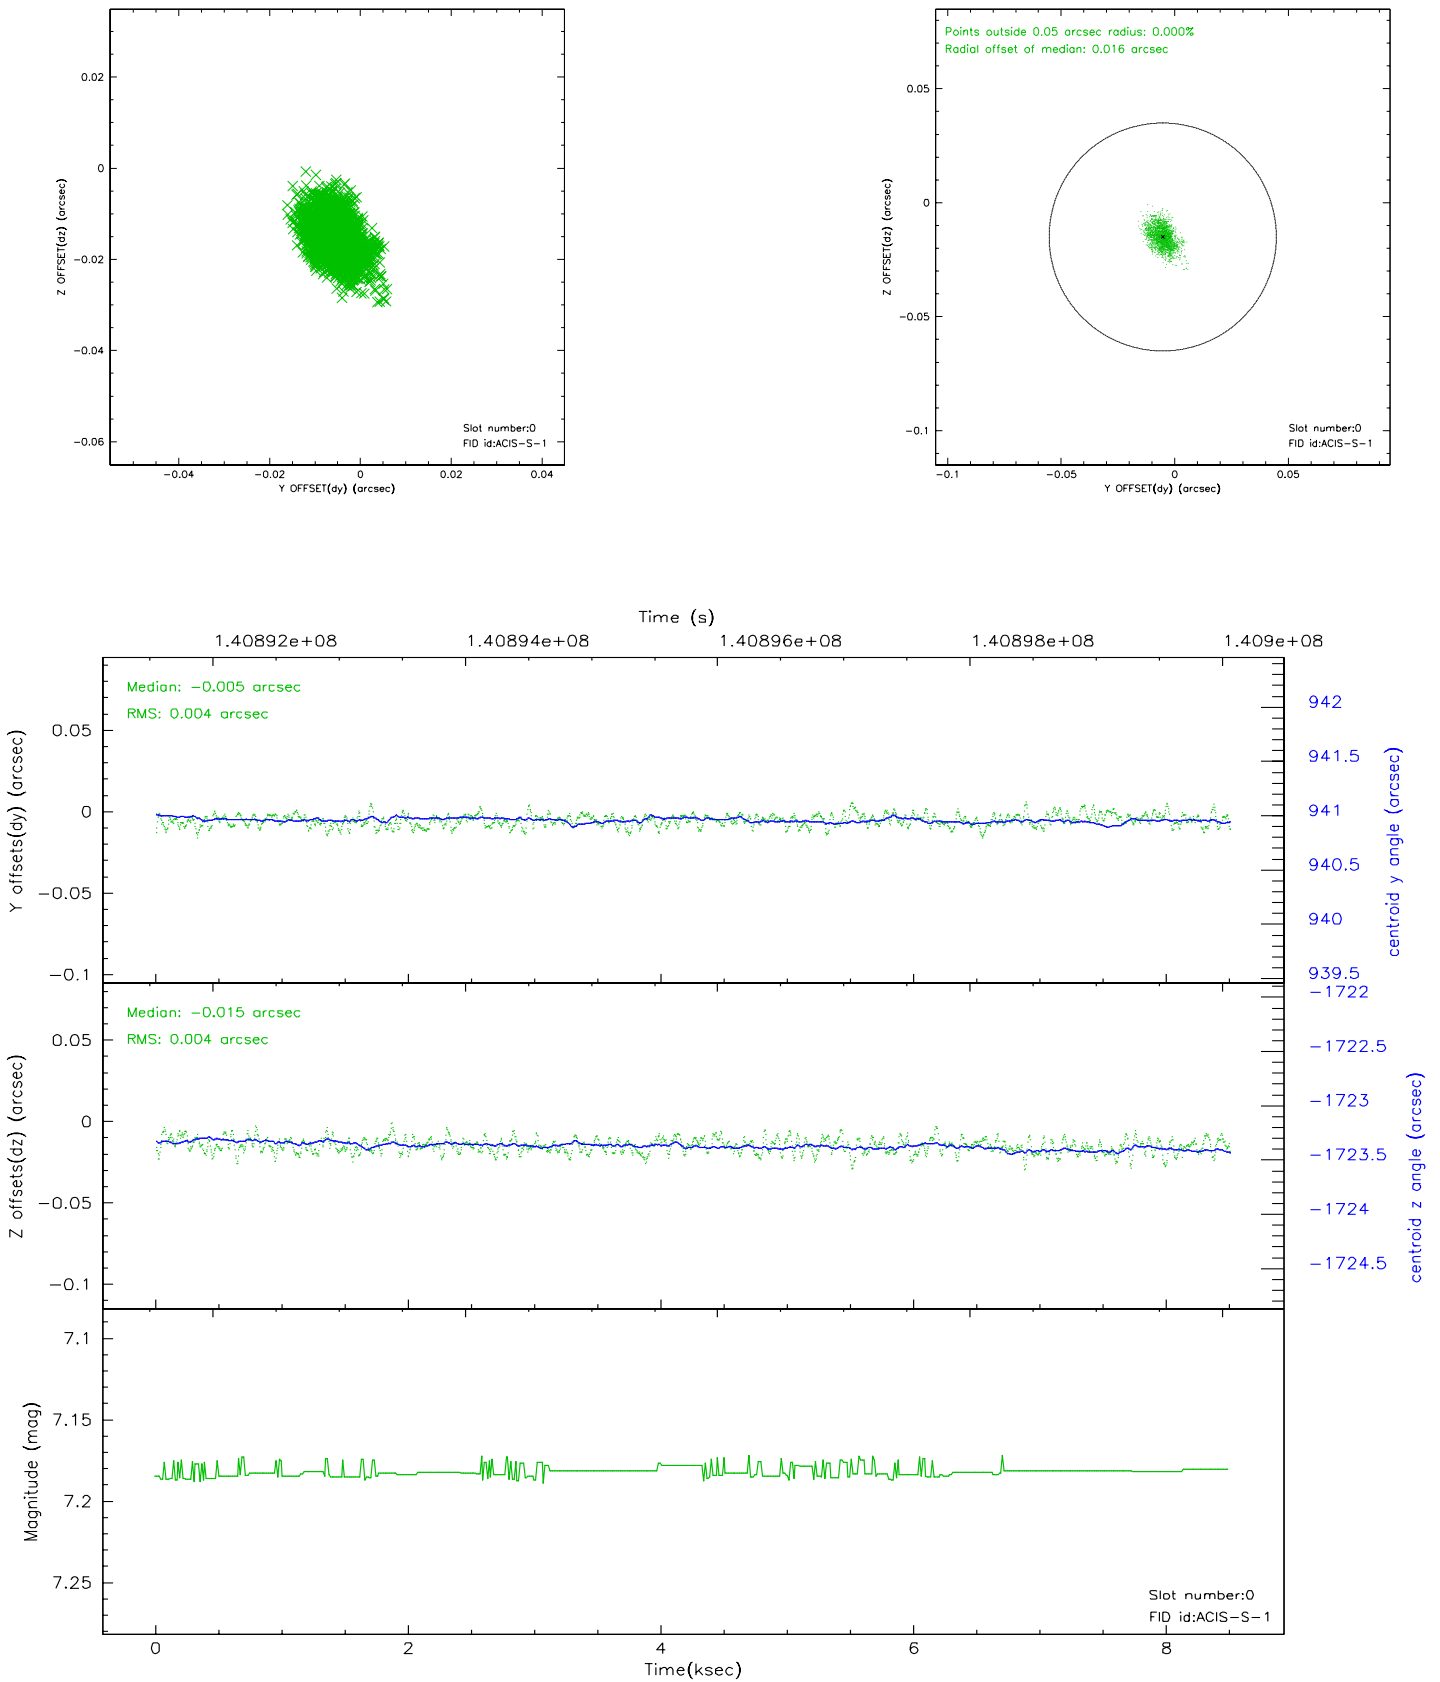 0.02
0
−0.02
−0.04
−0.06
Z OFFSET(dz) (arcsec)
−0.04
−0.02
0
0.02
0.04
Y OFFSET(dy) (arcsec)
Slot number:0
FID id:ACIS−S−1
Points outside 0.05 arcsec radius: 0.000%
Radial offset of median: 0.016 arcsec
0.05
0
−0.05
−0.1
Z OFFSET(dz) (arcsec)
−0.1
−0.05
0
0.05
Y OFFSET(dy) (arcsec)
Slot number:0
FID id:ACIS−S−1
Time (s)
1.40892e+08
1.40894e+08
1.40896e+08
1.40898e+08
1.409e+08
Median: −0.005 arcsec
RMS: 0.004 arcsec
0.05
0
−0.05
−0.1
Y offsets(dy) (arcsec)
942
941.5
941
940.5
940
939.5
centroid y angle (arcsec)
Median: −0.015 arcsec
RMS: 0.004 arcsec
0.05
0
−0.05
−0.1
Z offsets(dz) (arcsec)
−1722
−1722.5
−1723
−1723.5
−1724
−1724.5
centroid z angle (arcsec)
7.1
7.15
7.2
7.25
Magnitude (mag)
Slot number:0
FID id:ACIS−S−1
0
2
4
6
8
Time(ksec)